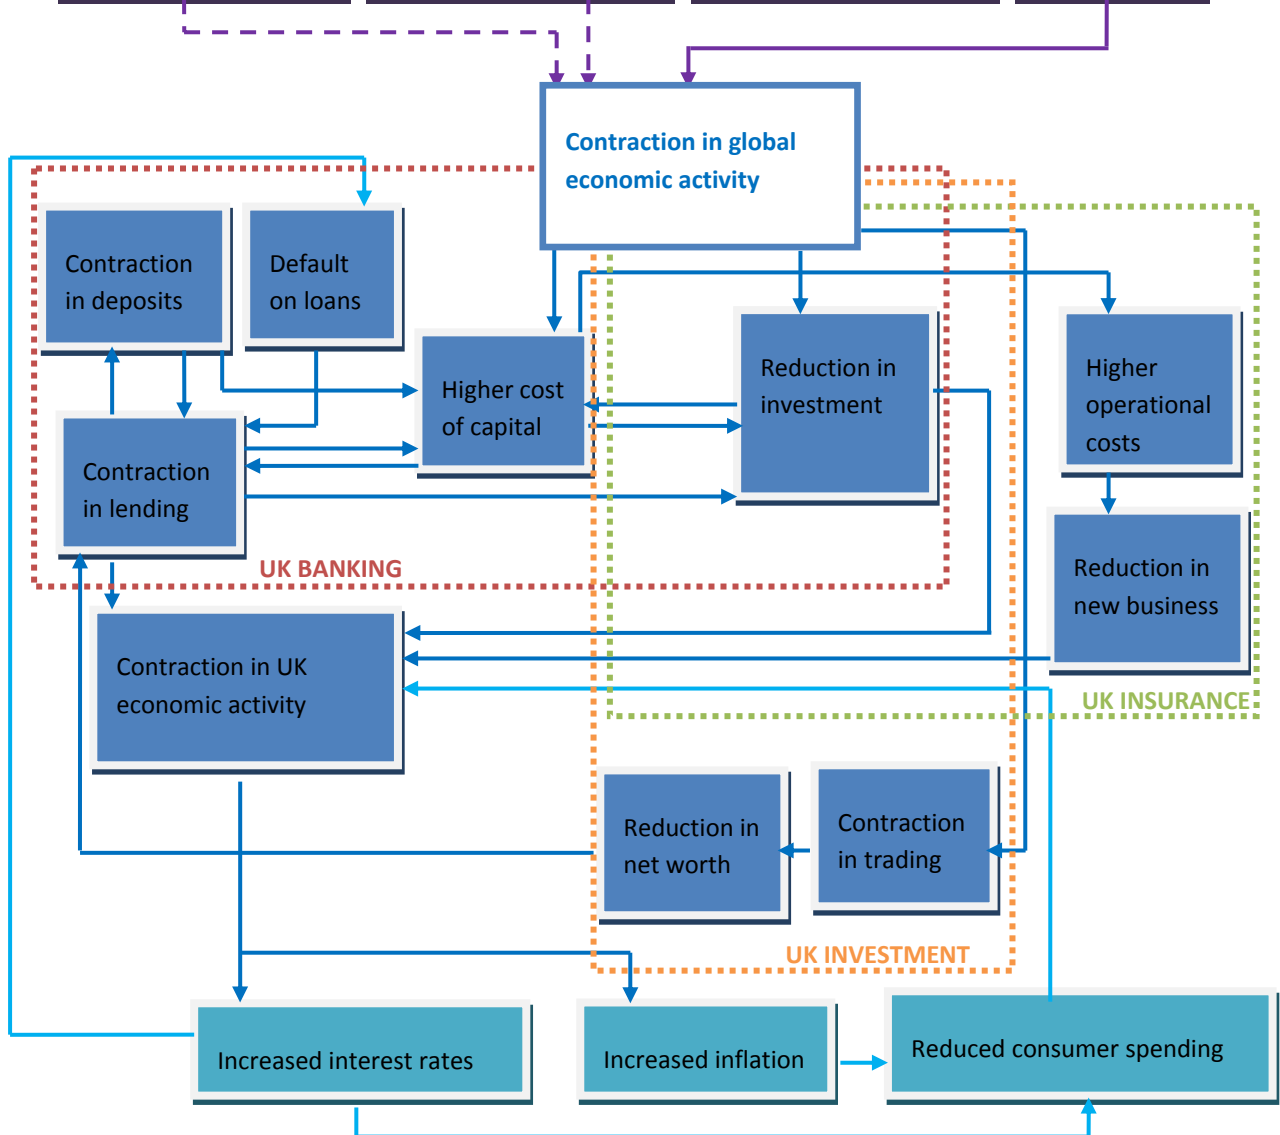 Contraction in global
economic activity
Contraction
in deposits
Default
on loans
Higher cost
of capital
Reduction in
investment
Higher
operational
costs
Contraction
in lending
UK BANKING
Reduction in
new business
Contraction in UK
economic activity
UK INSURANCE
Reduction in
net worth
Contraction
in trading
UK INVESTMENT
Increased interest rates
Increased inflation
Reduced consumer spending